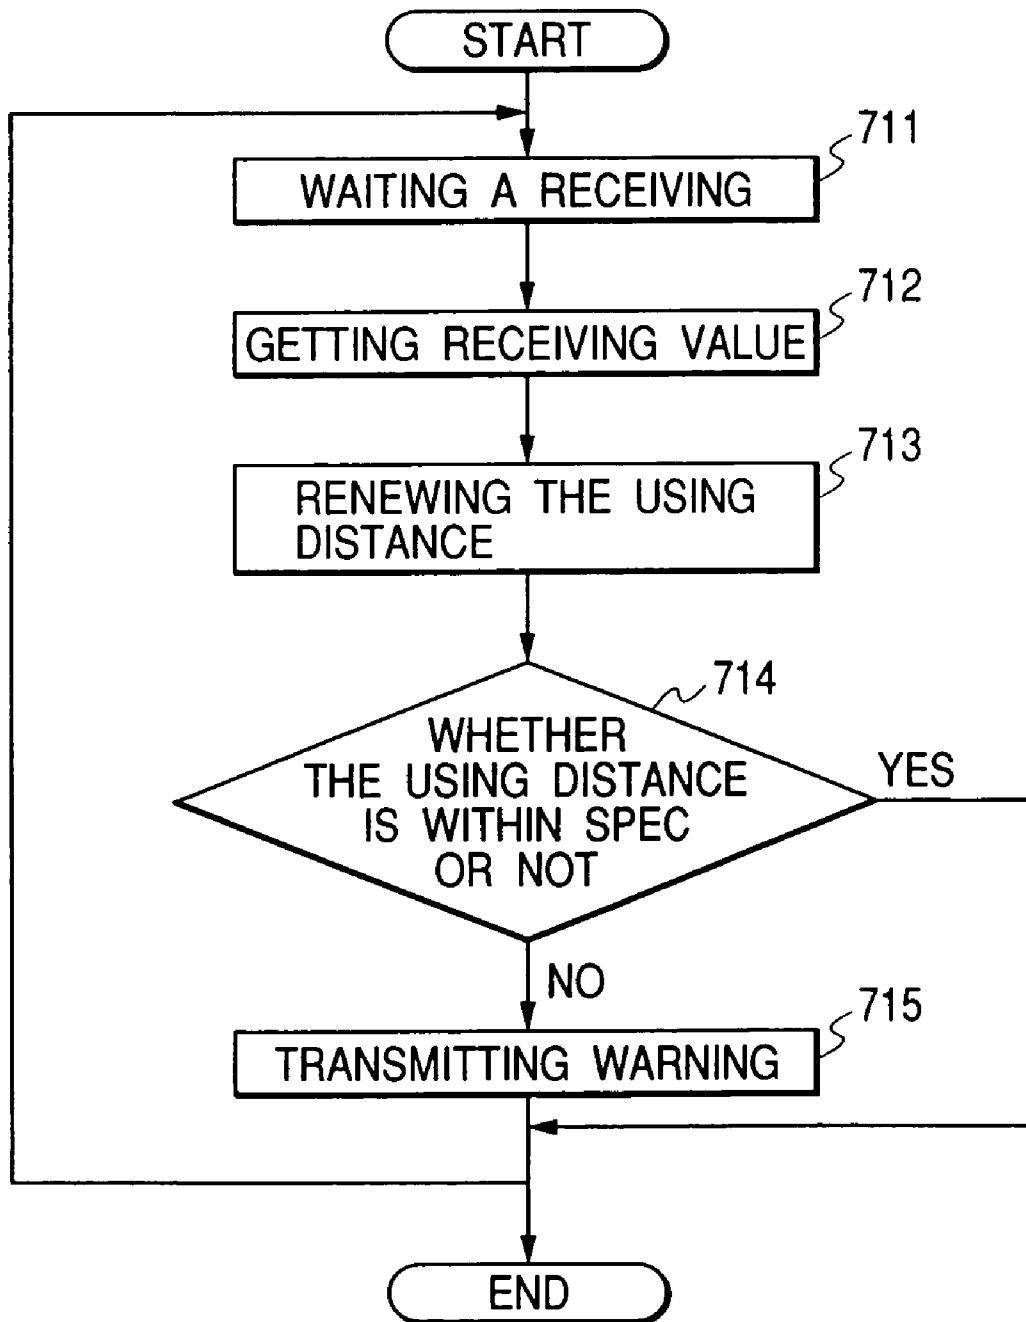 START
711
WAITING A RECEIVING
712
GETTING RECEIVING VALUE
713
RENEWING THE USING
DISTANCE
714
WHETHER
THE USING DISTANCE
IS WITHIN SPEC
OR NOT
YES
NO
715
TRANSMITTING WARNING
END